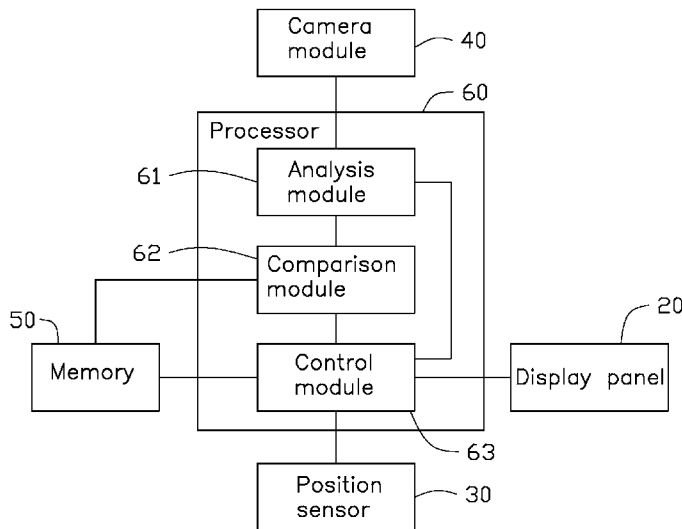 Camera
module
40
60
Processor
61
Analysis
module
62
Comparison
module
50
20
Memory
Control
module
Display panel
63
Position
sensor
30